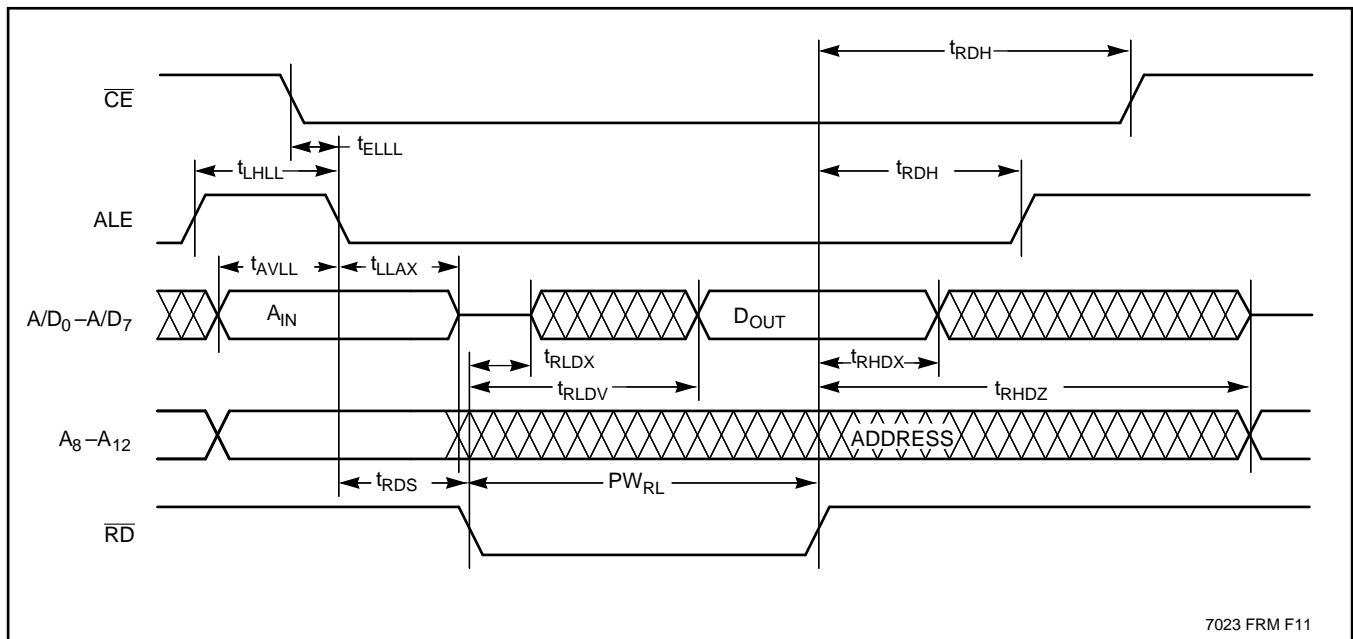 tRDH
CE
tELLL
tLHLL
tRDH
ALE
tAVLL
tLLAX
A/D0–A/D7
AIN
DOUT
tRLDX
tRHDX
tRLDV
tRHDZ
A8–A12
ADDRESS
tRDS
PWRL
RD
7023 FRM F11